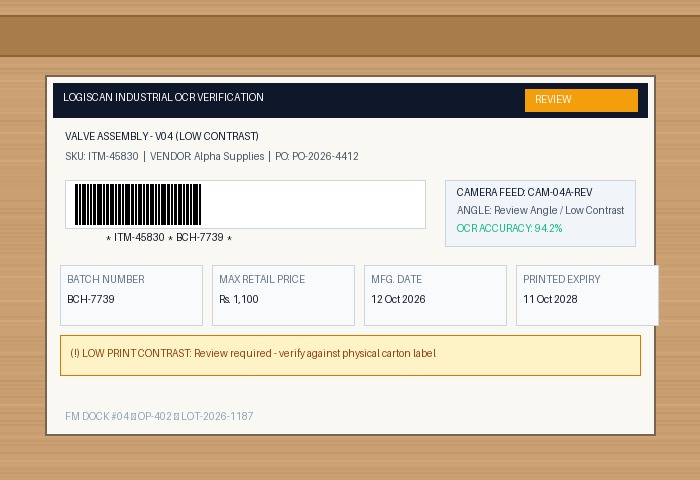 LOGISCAN INDUSTRIAL OCR VERIFICATION
REVIEW
VALVE ASSEMBLY - V04 (LOW CONTRAST)
SKU: ITM-45830 | VENDOR: Alpha Supplies | PO: PO-2026-4412
* ITM-45830 * BCH-7739 *
CAMERA FEED: CAM-04A-REV
ANGLE: Review Angle / Low Contrast
OCR ACCURACY: 94.2%
BATCH NUMBER
BCH-7739
MAX RETAIL PRICE
Rs. 1,100
MFG. DATE
12 Oct 2026
PRINTED EXPIRY
11 Oct 2028
(!) LOW PRINT CONTRAST: Review required - verify against physical carton label
FM DOCK #04 OP-402 LOT-2026-1187